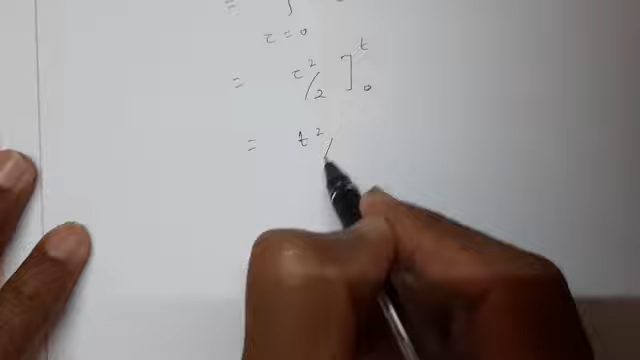 = ∫
τ = 0
= τ²/2 ]₀ᵗ
= t²/